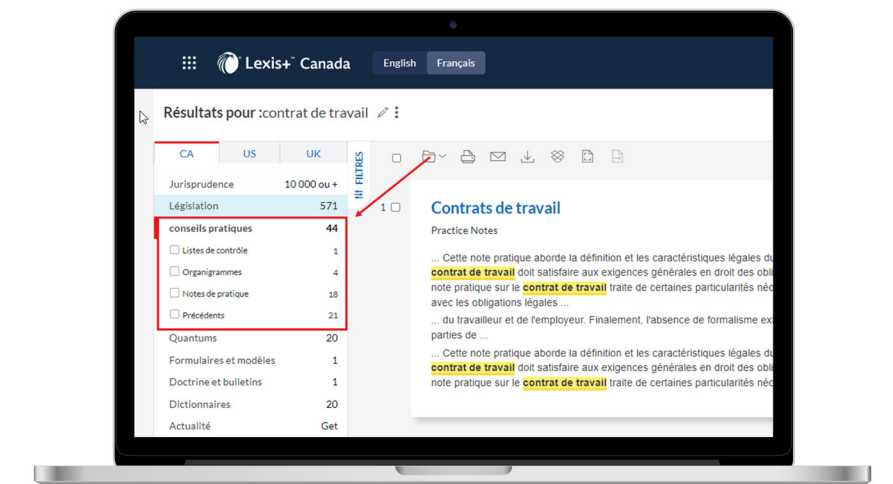 Lexis+™ Canada
English
Français
Résultats pour :contrat de travail
CA
US
UK
FILTRES
Jurisprudence 10 000 ou +
Législation 571
conseils pratiques 44
Listes de contrôle 1
Organigrammes 4
Notes de pratique 18
Précédents 21
Quantums 20
Formulaires et modèles 1
Doctrine et bulletins 1
Dictionnaires 20
Actualité Get
1
Contrats de travail
Practice Notes
... Cette note pratique aborde la définition et les caractéristiques légales du
contrat de travail doit satisfaire aux exigences générales en droit des obli
note pratique sur le contrat de travail traite de certaines particularités néc
avec les obligations légales ...
... du travailleur et de l'employeur. Finalement, l'absence de formalisme ex
parties de ...
... Cette note pratique aborde la définition et les caractéristiques légales du
contrat de travail doit satisfaire aux exigences générales en droit des obli
note pratique sur le contrat de travail traite de certaines particularités néc